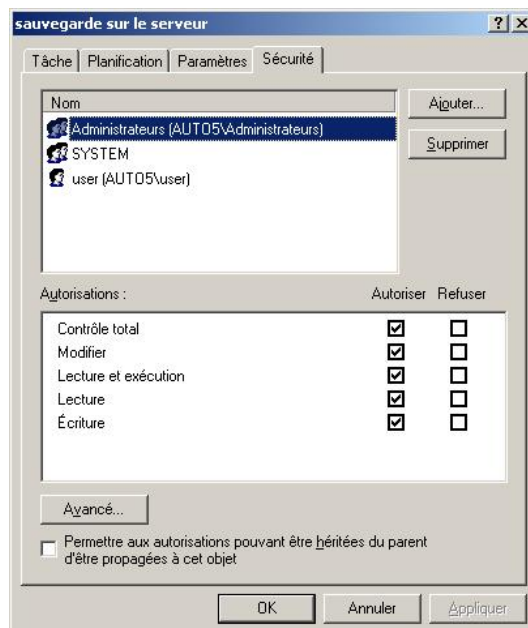 sauvegarde sur le serveur
Tâche Planification Paramètres Sécurité
Nom
Ajouter...
Administrateurs (AUTO5\Administrateurs)
Supprimer
SYSTEM
user (AUTO5\user)
Autorisations : Autoriser Refuser
Contrôle total
Modifier
Lecture et exécution
Lecture
Écriture
Avancé...
Permettre aux autorisations pouvant être héritées du parent
d'être propagées à cet objet
OK Annuler Appliquer